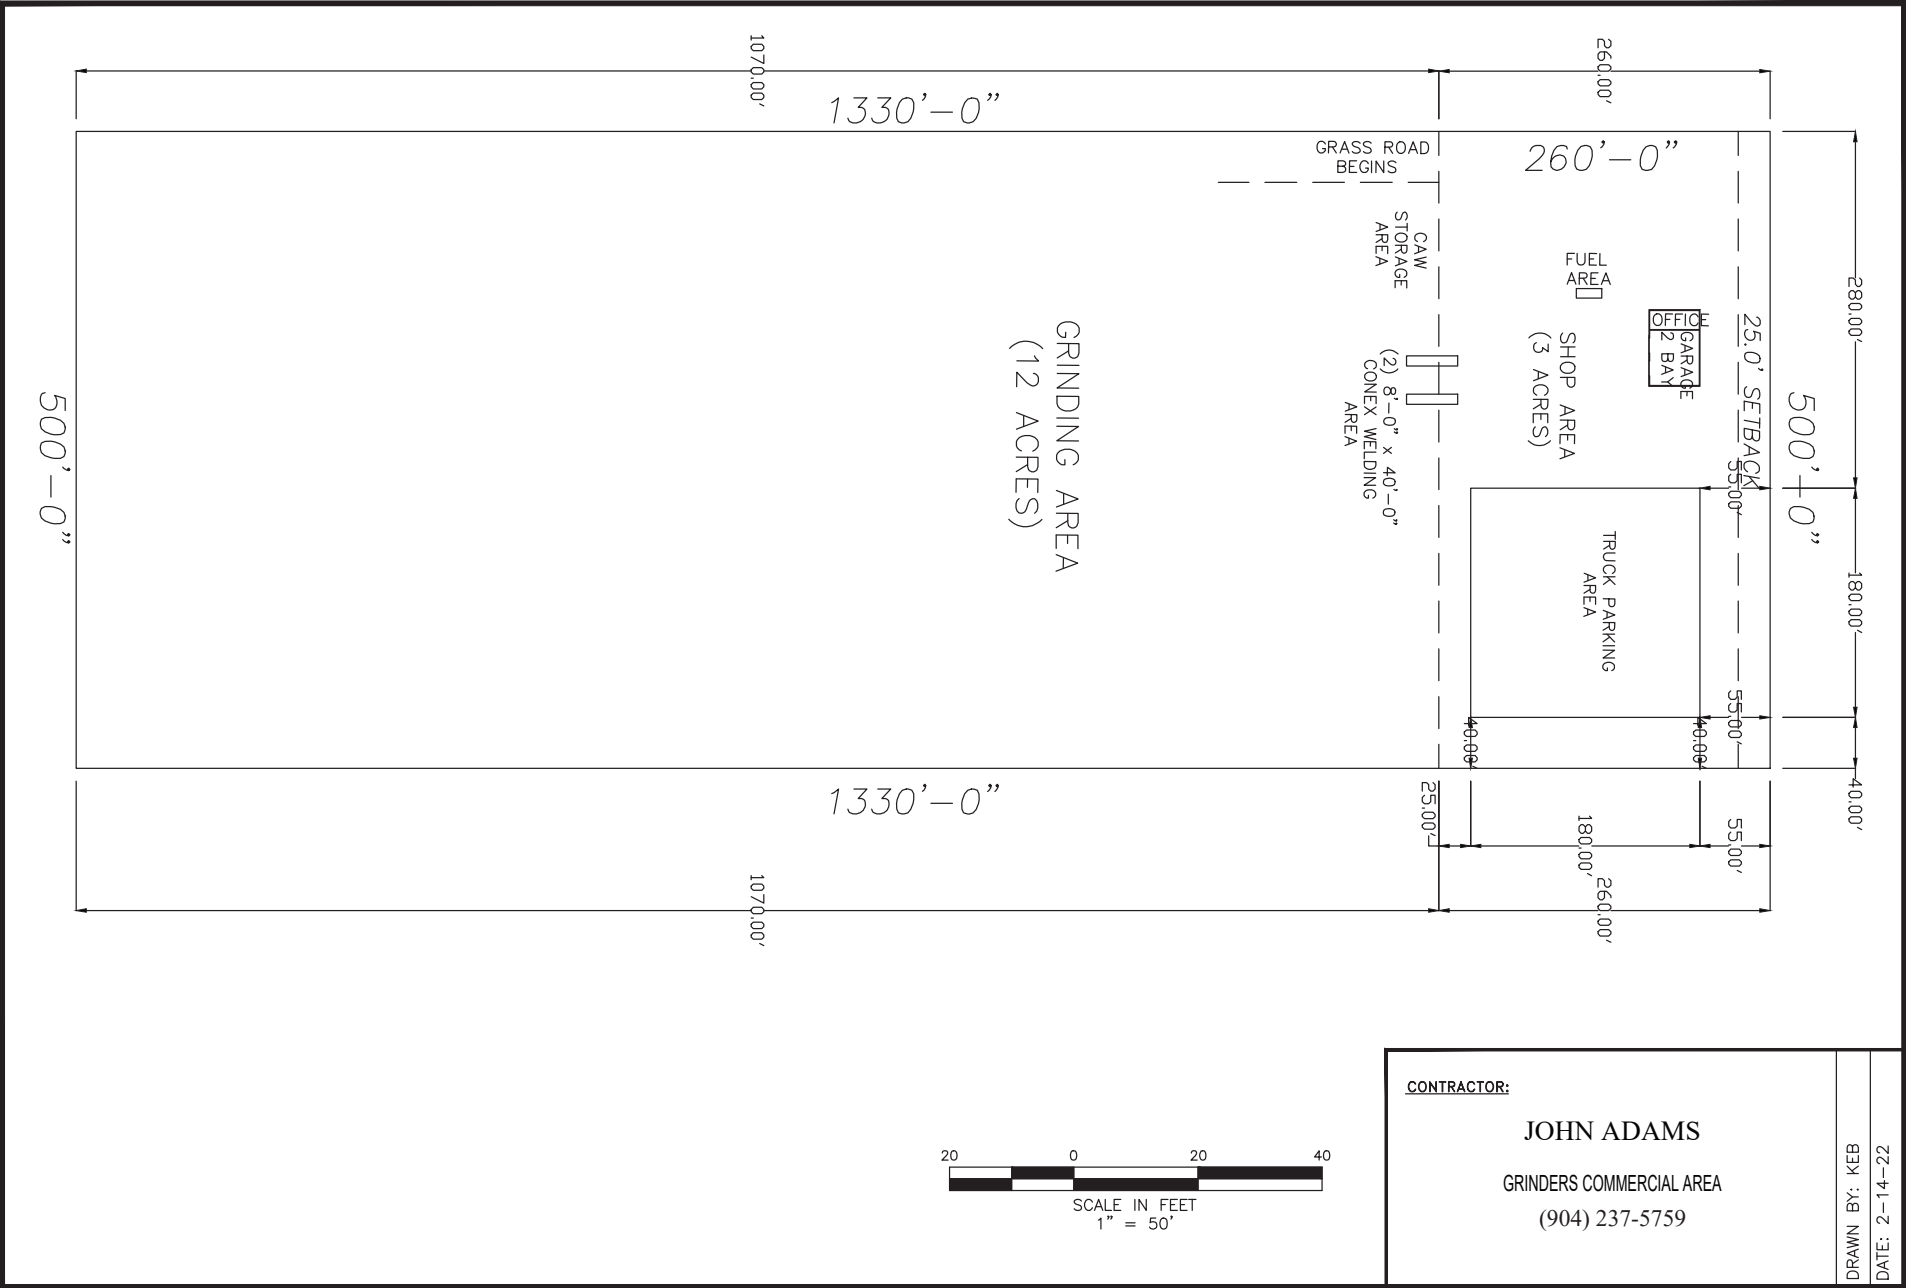 1070.00'
260.00'
1330'-0"
GRASS ROAD
BEGINS
260'-0"
CAW
STORAGE
AREA
FUEL
AREA
OFFICE
GARAGE
2 BAY
25.0' SETBACK
280.00'
SHOP AREA
(3 ACRES)
(2) 8'-0" x 40'-0"
CONEX WELDING
AREA
GRINDING AREA
(12 ACRES)
500'-0"
500'-0"
55.00'
TRUCK PARKING
AREA
180.00'
55.00'
40.00'
40.00'
40.00'
1330'-0"
25.00'
180.00'
55.00'
1070.00'
260.00'
CONTRACTOR:
JOHN ADAMS
GRINDERS COMMERCIAL AREA
(904) 237-5759
DRAWN BY: KEB
DATE: 2-14-22
20 0 20 40
SCALE IN FEET
1" = 50'